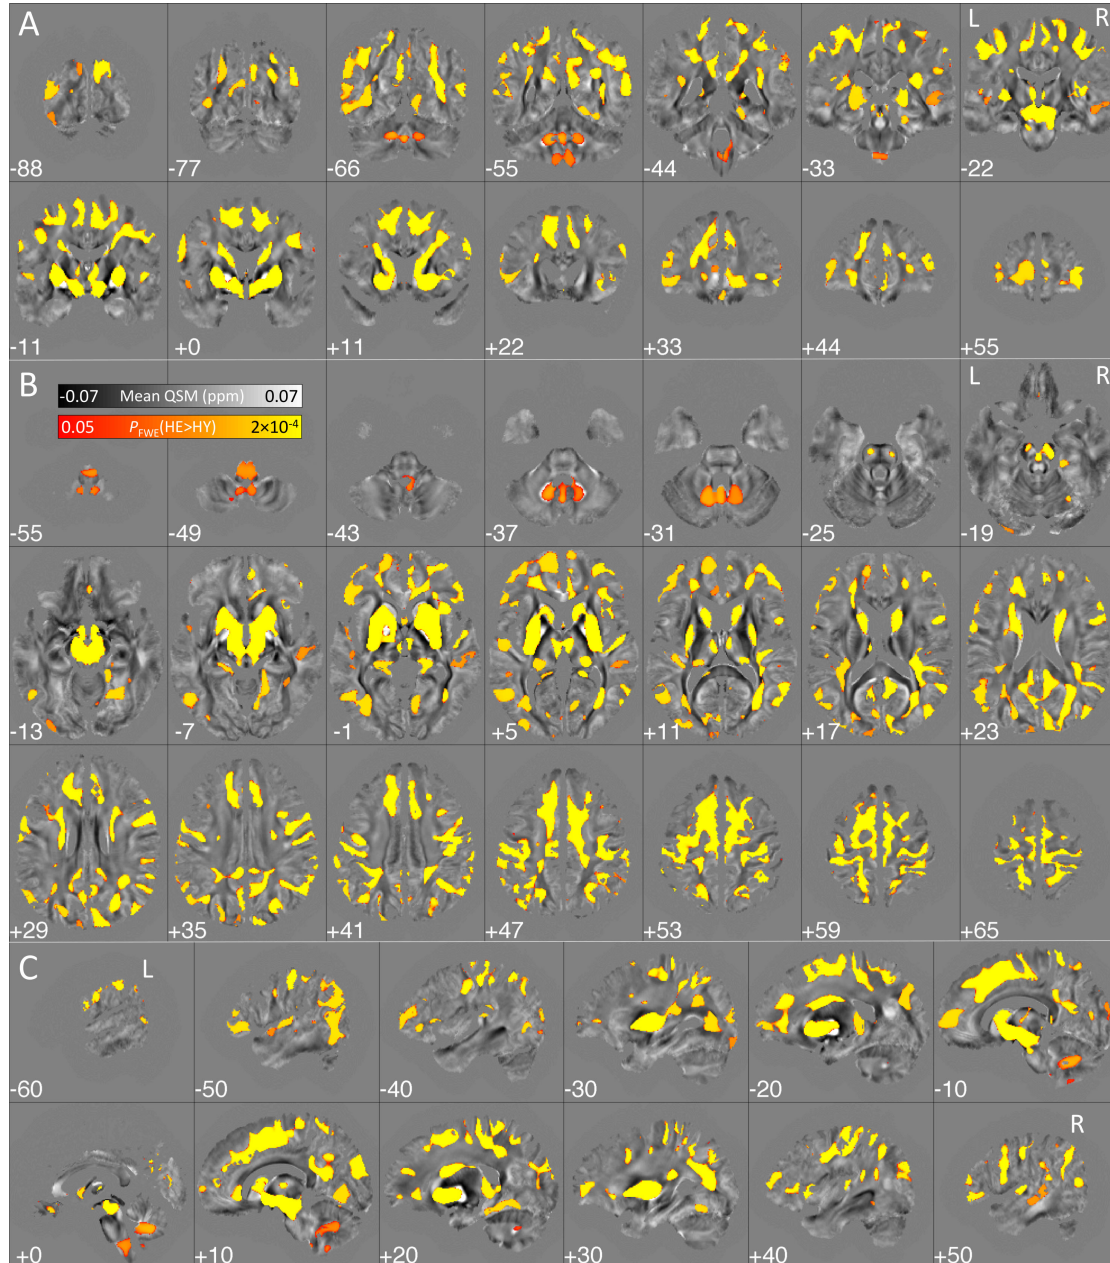 A L R
-88 -77 -66 -55 -44 -33 -22
-11 +0 +11 +22 +33 +44 +55
B L R
-0.07 Mean QSM (ppm) 0.07
0.05 PFWE(HE>HY) 2×10-4
-55 -49 -43 -37 -31 -25 -19
-13 -7 -1 +5 +11 +17 +23
+29 +35 +41 +47 +53 +59 +65
C L
-60 -50 -40 -30 -20 -10
R
+0 +10 +20 +30 +40 +50